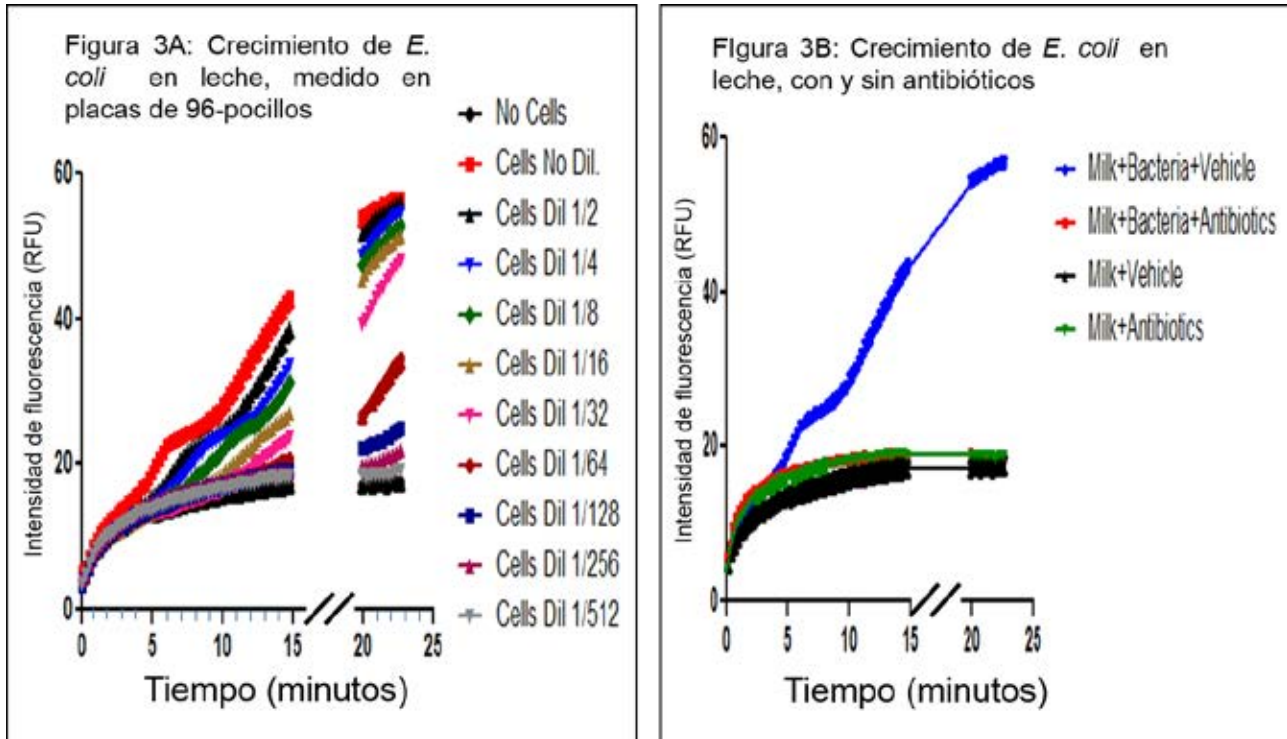 Figura 3A: Crecimiento de E.
coli en leche, medido en
placas de 96-pocillos
No Cells
Cells No Dil.
Cells Dil 1/2
Cells Dil 1/4
Cells Dil 1/8
Cells Dil 1/16
Cells Dil 1/32
Cells Dil 1/64
Cells Dil 1/128
Cells Dil 1/256
Cells Dil 1/512
Intensidad de fluorescencia (RFU)
60
40
20
0
0 5 10 15 20 25
Tiempo (minutos)
FIgura 3B: Crecimiento de E. coli en
leche, con y sin antibióticos
Milk+Bacteria+Vehicle
Milk+Bacteria+Antibiotics
Milk+Vehicle
Milk+Antibiotics
Intensidad de fluorescencia (RFU)
60
40
20
0
0 5 10 15 20 25
Tiempo (minutos)